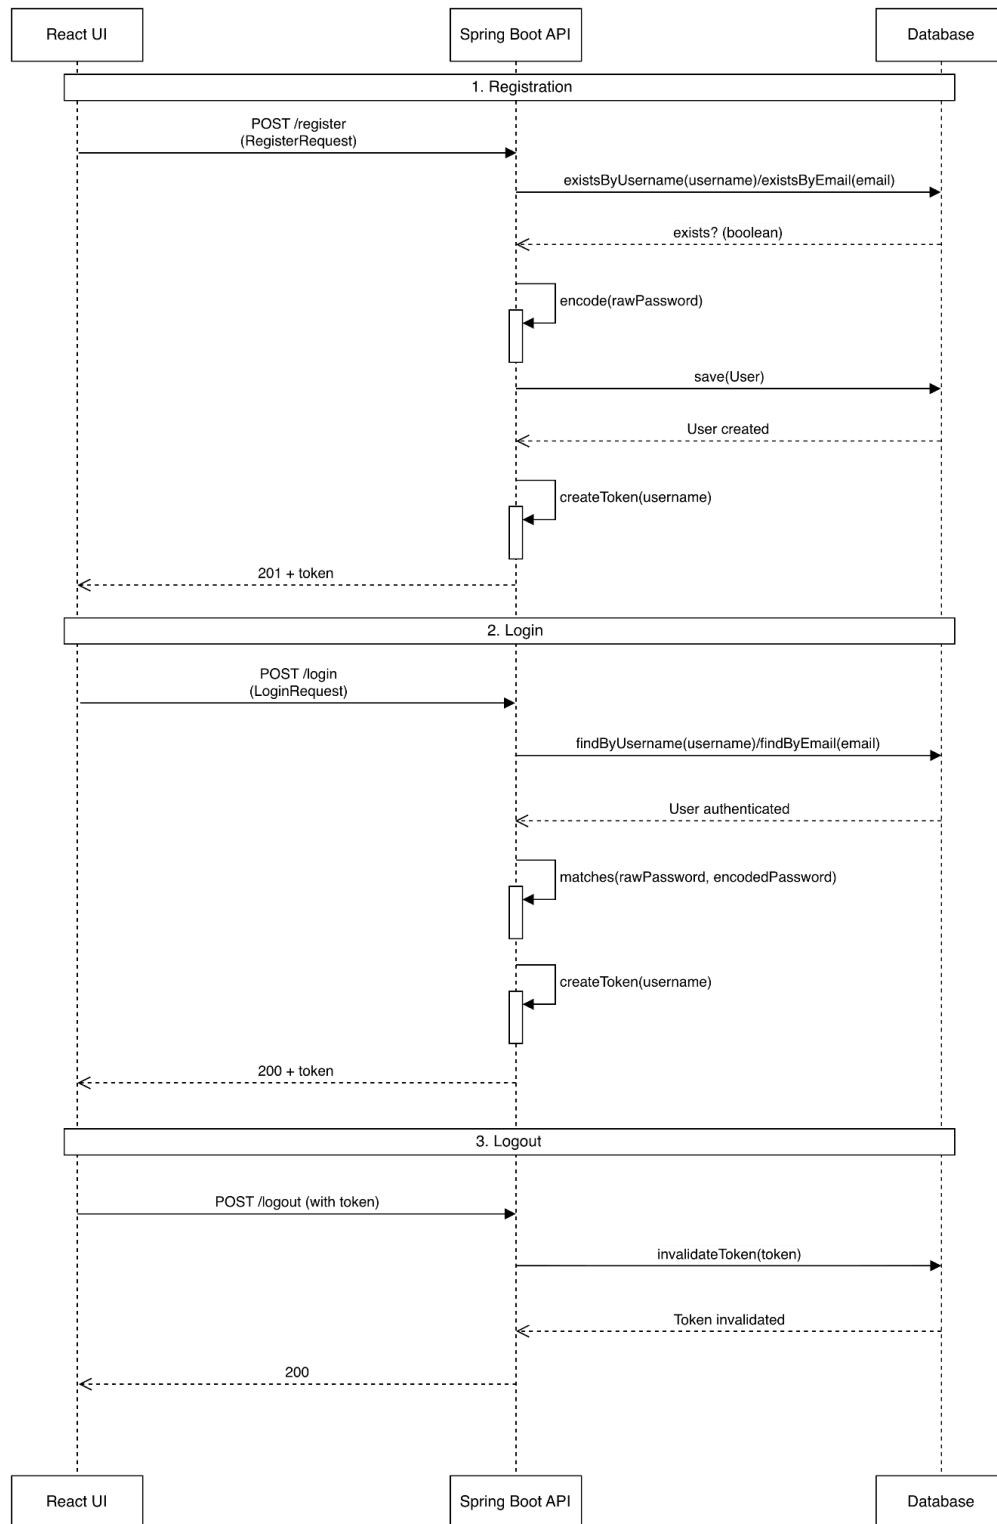 React UI
Spring Boot API
Database
1. Registration
POST /register
(RegisterRequest)
existsByUsername(username)/existsByEmail(email)
exists? (boolean)
encode(rawPassword)
save(User)
User created
createToken(username)
201 + token
2. Login
POST /login
(LoginRequest)
findByUsername(username)/findByEmail(email)
User authenticated
matches(rawPassword, encodedPassword)
createToken(username)
200 + token
3. Logout
POST /logout (with token)
invalidateToken(token)
Token invalidated
200
React UI
Spring Boot API
Database